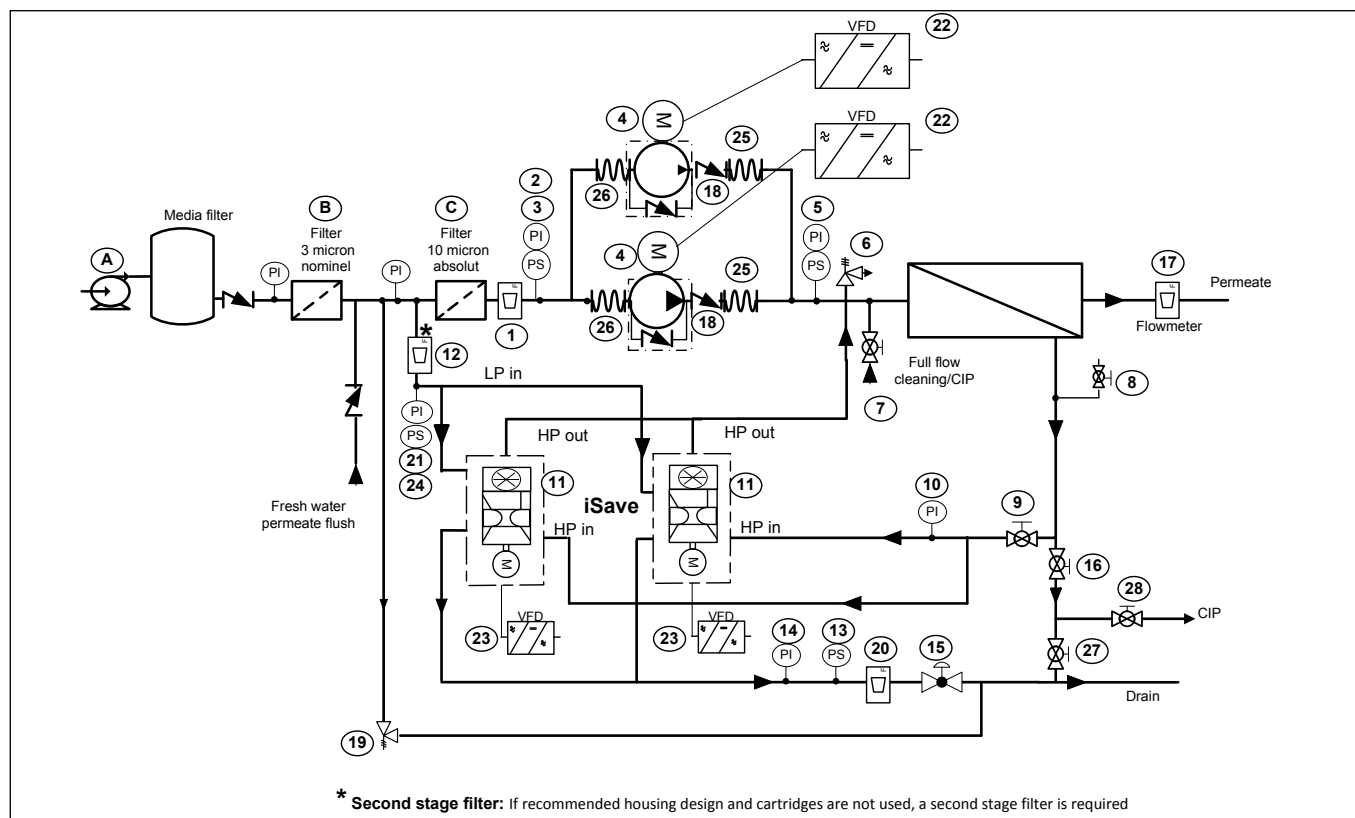 VFD
22
4
M
VFD
22
25
2
26
18
B
C
3
5
Media filter
Filter
3 micron
nominel
Filter
10 micron
absolut
PI
PS
4
M
25
PI
PS
6
17
A
PI
PI
F
Permeate
F
Flowmeter
26
18
1
*
F
12
Full flow
cleaning/CIP
8
LP in
7
PI
PS
21
24
HP out
HP out
11
11
10
9
iSave
PI
Fresh water
permeate flush
HP in
HP in
M
M
16
28
CIP
VFD
VFD
23
23
14
13
20
15
27
PI
PS
F
Drain
19
* Second stage filter: If recommended housing design and cartridges are not used, a second stage filter is required